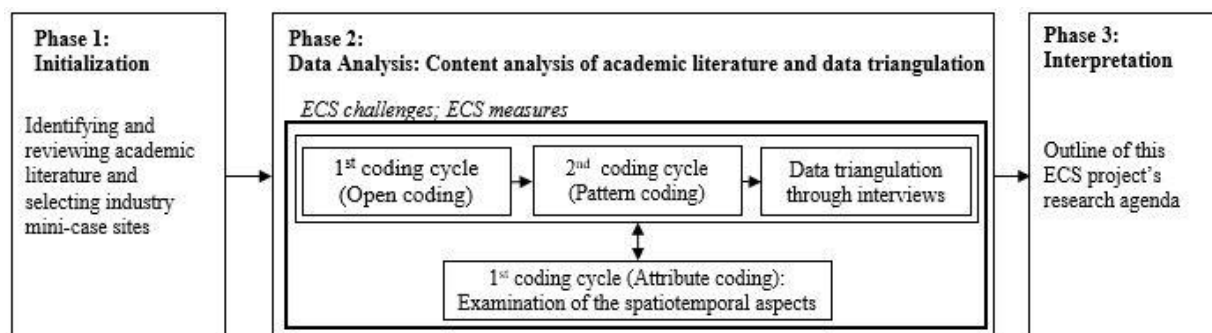 Phase 1:
Initialization
Identifying and
reviewing academic
literature and
selecting industry
mini-case sites
Phase 2:
Data Analysis: Content analysis of academic literature and data triangulation
ECS challenges; ECS measures
1st coding cycle
(Open coding)
2nd coding cycle
(Pattern coding)
Data triangulation
through interviews
1st coding cycle (Attribute coding):
Examination of the spatiotemporal aspects
Phase 3:
Interpretation
Outline of this
ECS project's
research agenda